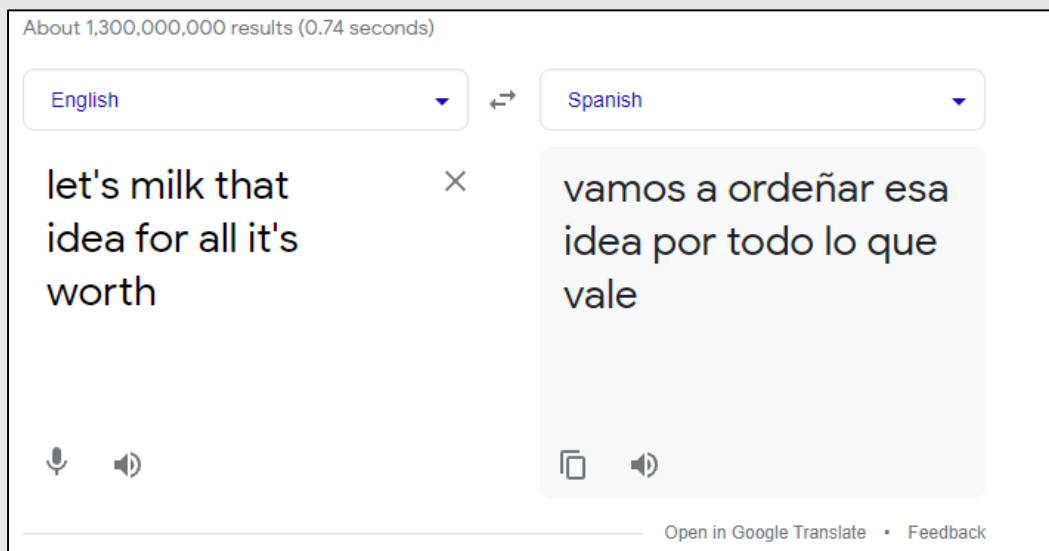 About 1,300,000,000 results (0.74 seconds)
English
Spanish
let's milk that
idea for all it's
worth
vamos a ordeñar esa
idea por todo lo que
vale
Open in Google Translate • Feedback